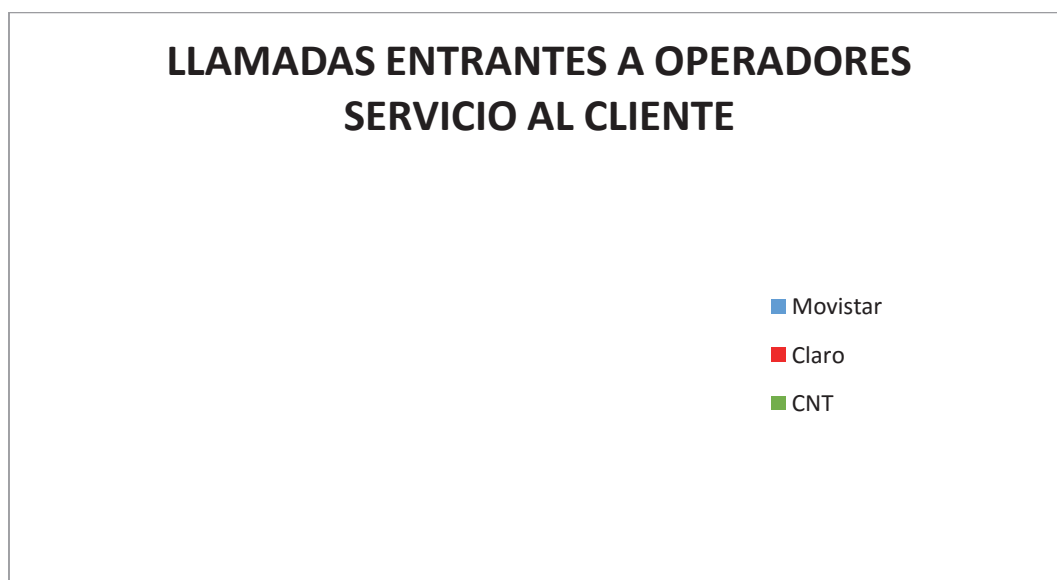 LLAMADAS ENTRANTES A OPERADORES
SERVICIO AL CLIENTE
Movistar
Claro
CNT